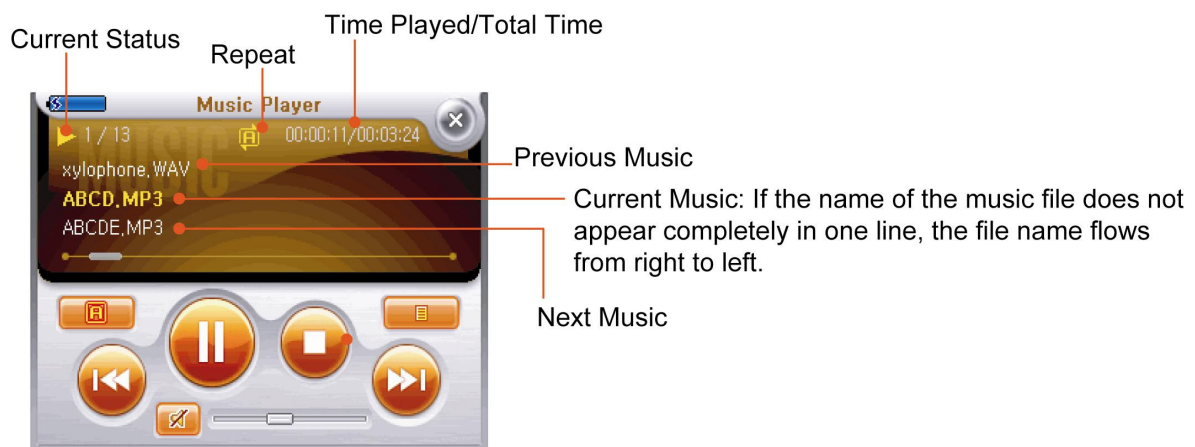 Time Played/Total Time
Current Status
Repeat
Music Player
1 / 13
A
00:00:11/00:03:24
MUSIC
xylophone.WAV
Previous Music
ABCD.MP3
Current Music: If the name of the music file does not
appear completely in one line, the file name flows
from right to left.
ABCDE.MP3
Next Music
A